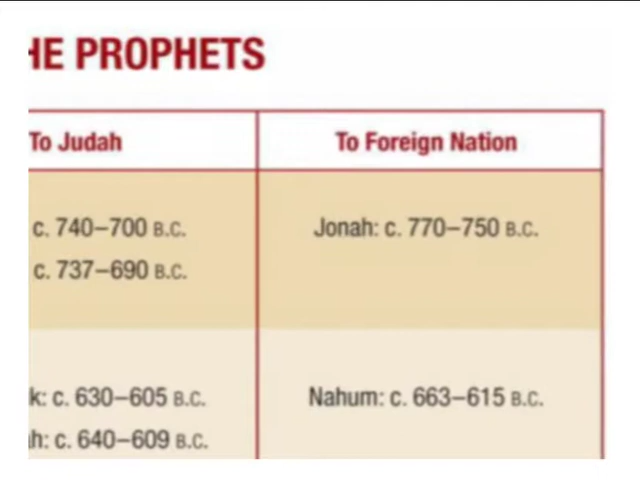 HE PROPHETS
To Judah To Foreign Nation
c. 740–700 B.C. Jonah: c. 770–750 B.C.
c. 737–690 B.C.
k: c. 630–605 B.C. Nahum: c. 663–615 B.C.
h: c. 640–609 B.C.